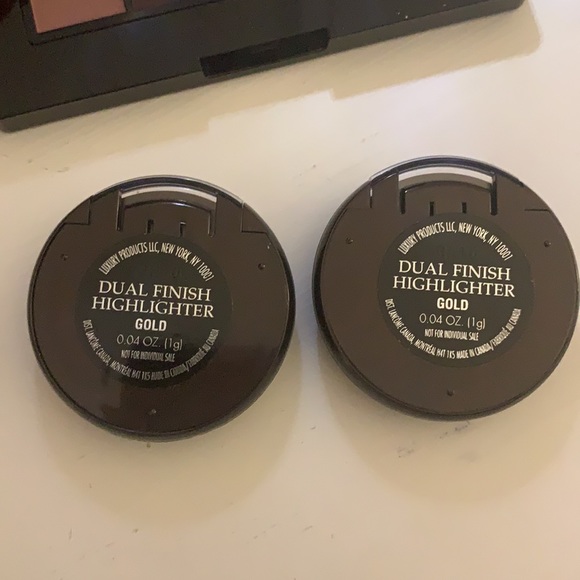 LUXURY PRODUCTS LLC, NEW YORK, NY 10001
DUAL FINISH
HIGHLIGHTER
GOLD
0.04 OZ. (1g)
NOT FOR INDIVIDUAL SALE
DIST. LANCÔME CANADA, MONTRÉAL H4T 1K5 MADE IN CANADA/FABRIQUÉ AU CANADA
LUXURY PRODUCTS LLC, NEW YORK, NY 10001
DUAL FINISH
HIGHLIGHTER
GOLD
0.04 OZ. (1g)
NOT FOR INDIVIDUAL SALE
DIST. LANCÔME CANADA, MONTRÉAL H4T 1K5 MADE IN CANADA/FABRIQUÉ AU CANADA